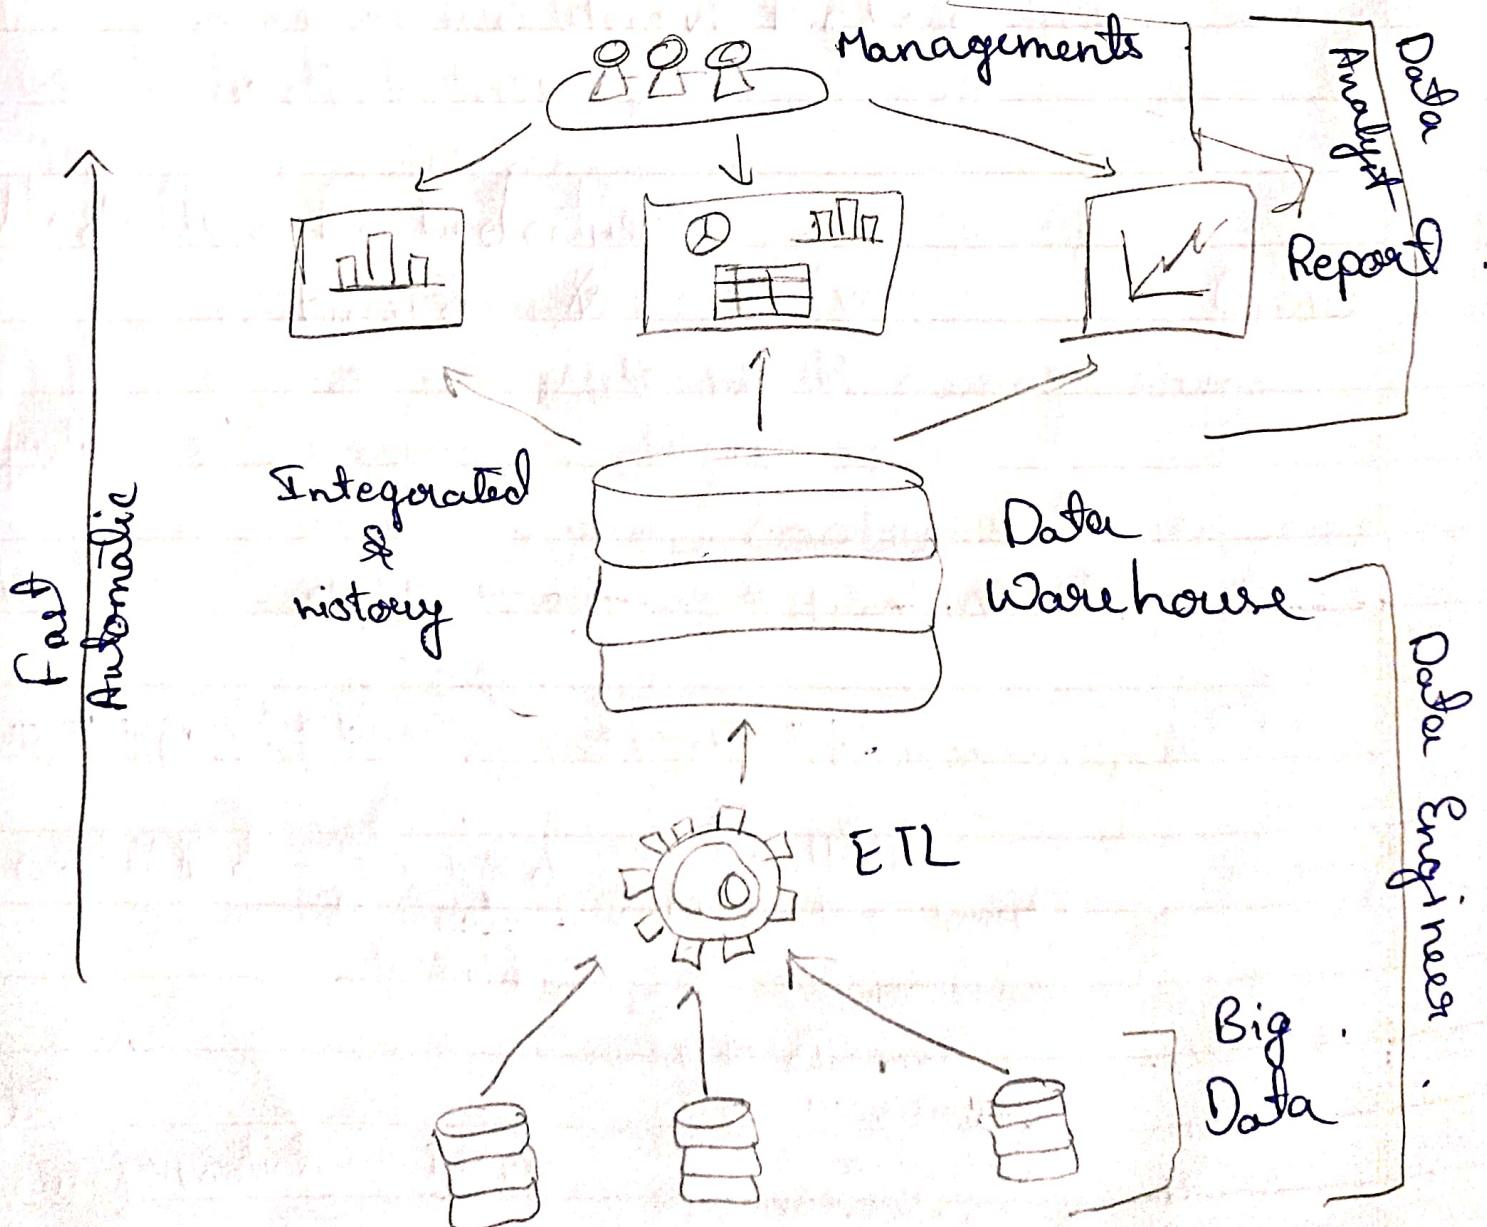 Managements
Data
Analyst
Report
Integrated
&
history
Data
Warehouse
Fast
Automatic
ETL
Data Engineer
Big
Data